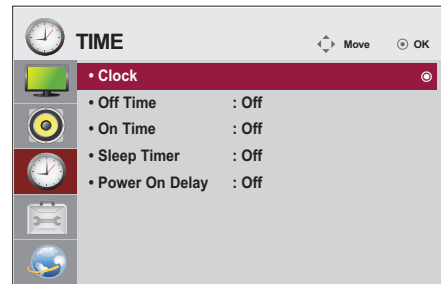 TIME Move OK
• Clock
• Off Time : Off
• On Time : Off
• Sleep Timer : Off
• Power On Delay : Off